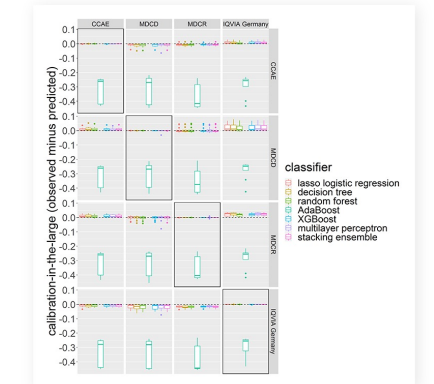 CCAE MDCD MDCR IQVIA Germany
calibration-in-the-large (observed minus predicted)
0.1
0.0
-0.1
-0.2
-0.3
-0.4
CCAE
0.1
0.0
-0.1
-0.2
-0.3
-0.4
MDCD
0.1
0.0
-0.1
-0.2
-0.3
-0.4
MDCR
0.1
0.0
-0.1
-0.2
-0.3
-0.4
IQVIA Germany
classifier
lasso logistic regression
decision tree
random forest
AdaBoost
XGBoost
multilayer perceptron
stacking ensemble